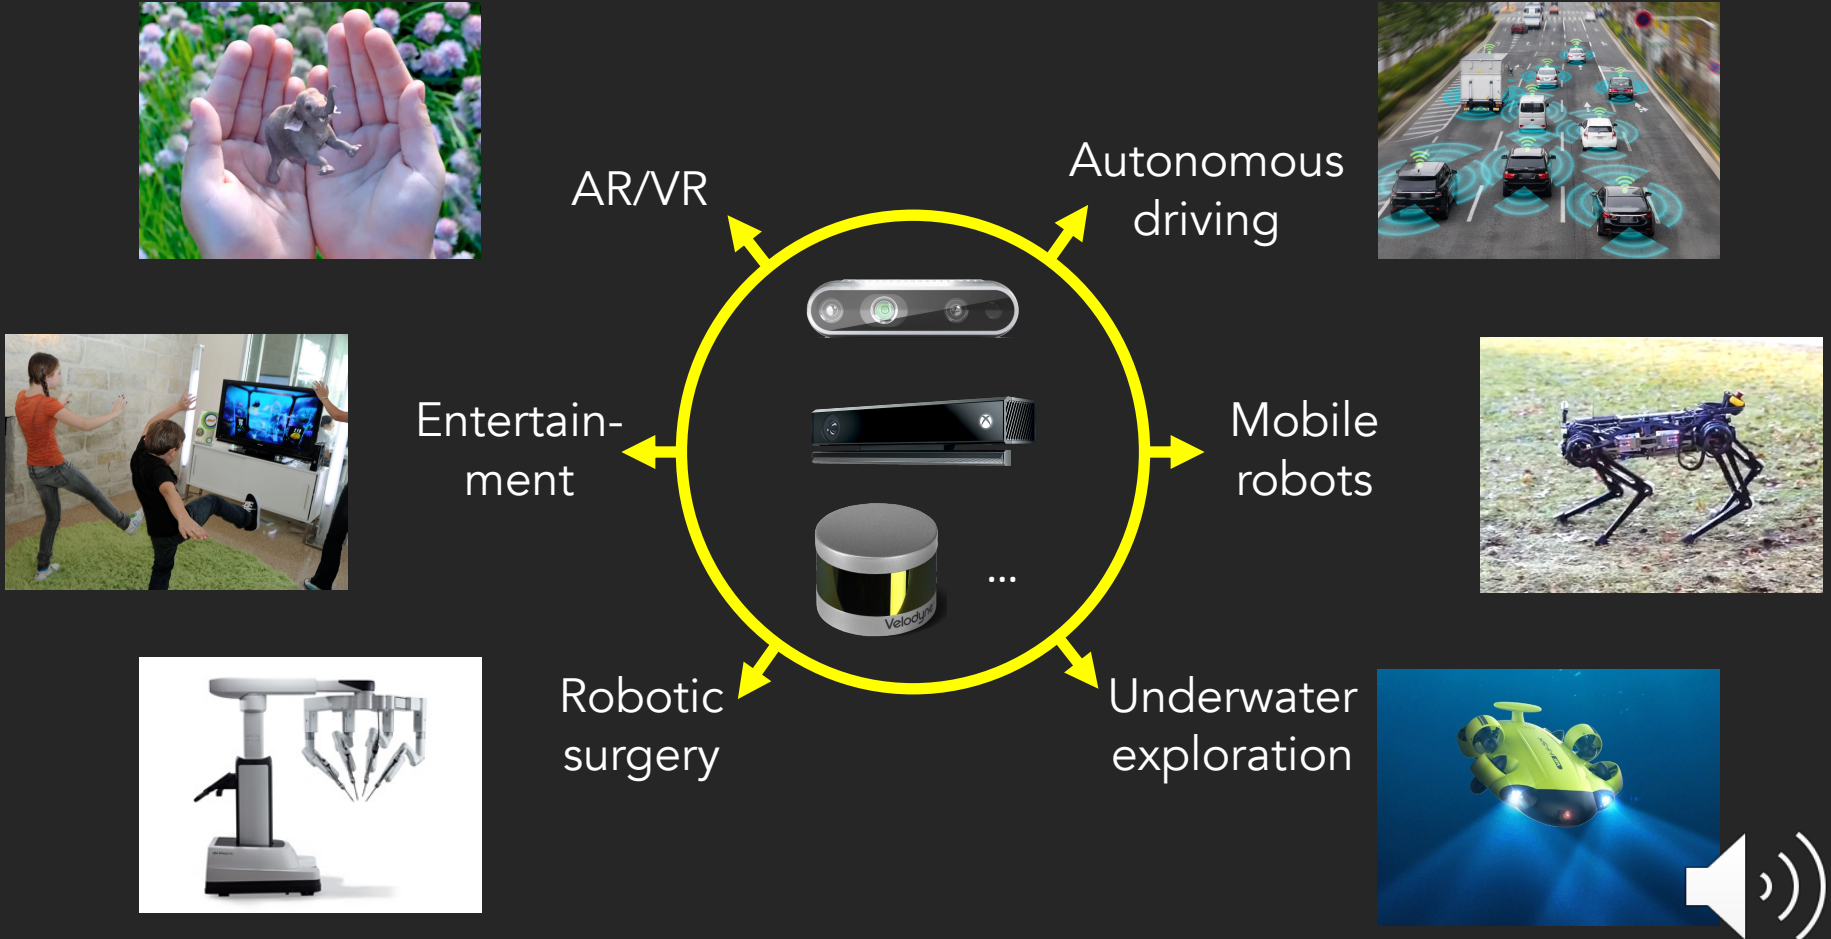 AR/VR
Autonomous
driving
Entertain-
ment
Mobile
robots
Velodyne
...
Robotic
surgery
Underwater
exploration